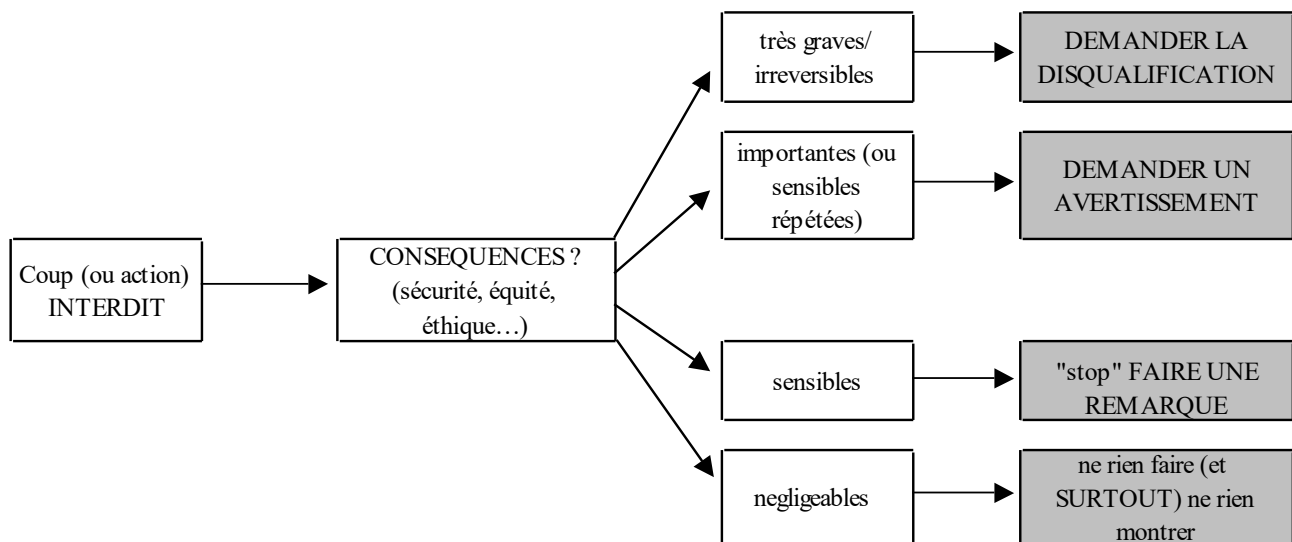 Coup (ou action)
INTERDIT
CONSEQUENCES ?
(sécurité, équité,
éthique…)
très graves/
irreversibles
DEMANDER LA
DISQUALIFICATION
importantes (ou
sensibles
répétées)
DEMANDER UN
AVERTISSEMENT
sensibles
"stop" FAIRE UNE
REMARQUE
negligeables
ne rien faire (et
SURTOUT) ne rien
montrer